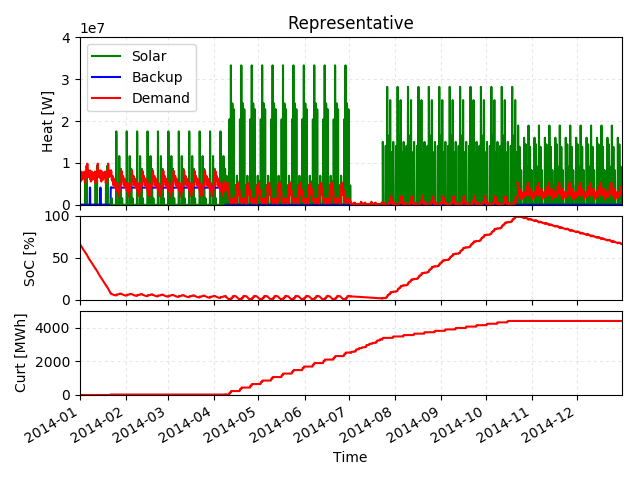 Representative
1e7
Solar
Backup
Demand
4
3
2
1
0
Heat [W]
100
50
0
SoC [%]
4000
2000
0
Curt [MWh]
2014-01
2014-02
2014-03
2014-04
2014-05
2014-06
2014-07
2014-08
2014-09
2014-10
2014-11
2014-12
Time